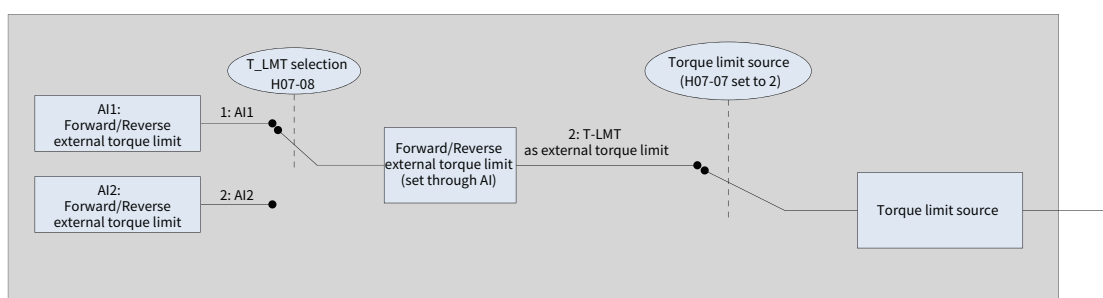 T_LMT selection
H07-08
Torque limit source
(H07-07 set to 2)
AI1:
Forward/Reverse
external torque limit
1: AI1
2: T-LMT
as external torque limit
Forward/Reverse
external torque limit
(set through AI)
AI2:
Forward/Reverse
external torque limit
2: AI2
Torque limit source